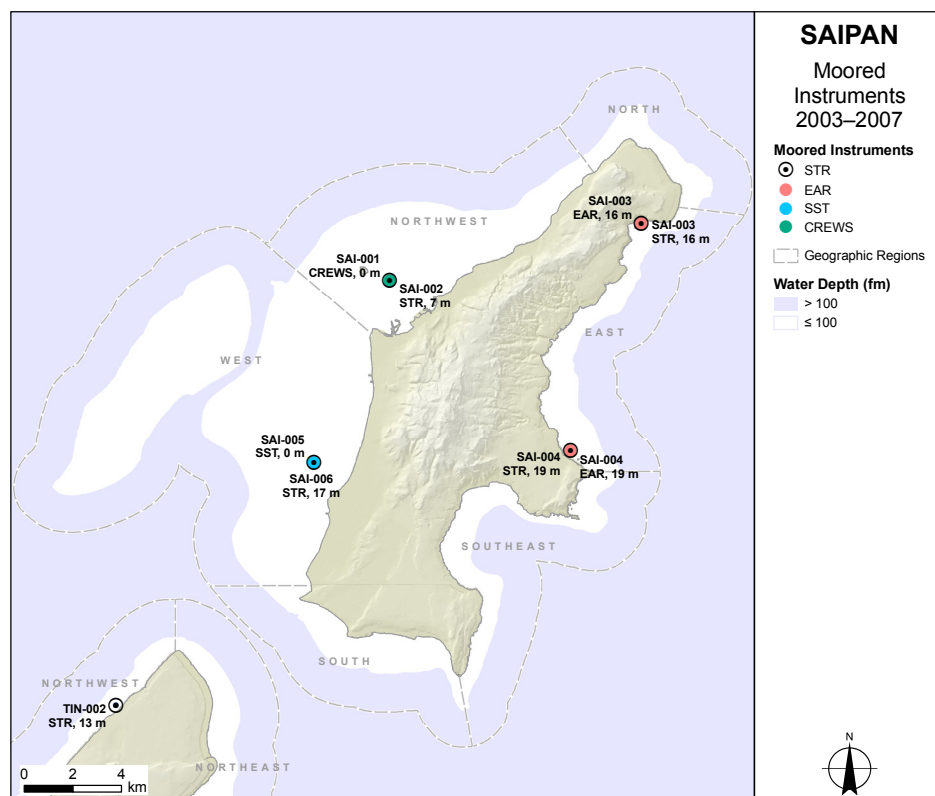 SAIPAN
Moored
Instruments
2003–2007
Moored Instruments
STR
EAR
SST
CREWS
Geographic Regions
Water Depth (fm)
> 100
≤ 100
NORTH
SAI-003
EAR, 16 m
SAI-003
STR, 16 m
NORTHWEST
SAI-001
CREWS, 0 m
SAI-002
STR, 7 m
EAST
WEST
SAI-005
SST, 0 m
SAI-006
STR, 17 m
SAI-004
STR, 19 m
SAI-004
EAR, 19 m
SOUTHEAST
SOUTH
NORTHWEST
TIN-002
STR, 13 m
NORTHEAST
0 2 4
km
N